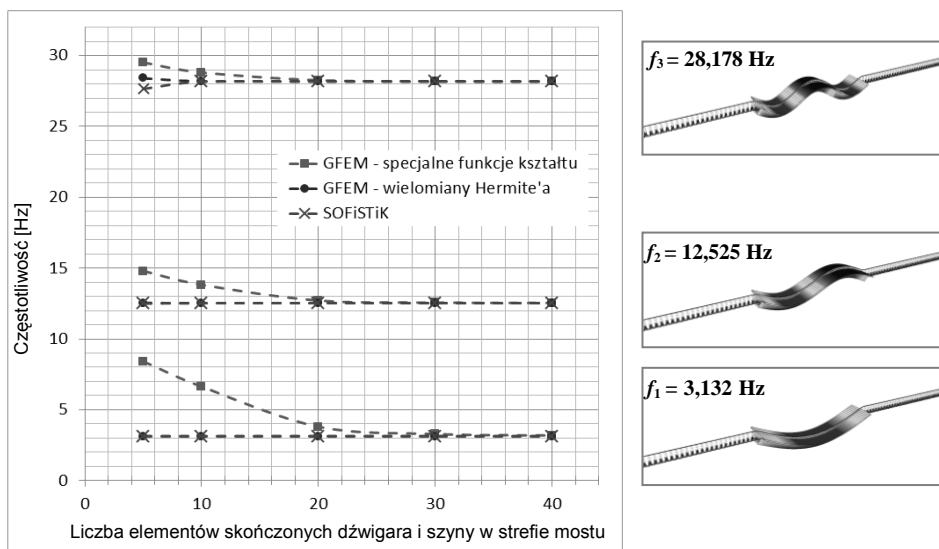 30
25
20
15
10
5
0
Częstotliwość [Hz]
GFEM - specjalne funkcje kształtu
GFEM - wielomiany Hermite'a
SOFiSTiK
0 10 20 30 40
Liczba elementów skończonych dźwigara i szyny w strefie mostu
f3 = 28,178 Hz
f2 = 12,525 Hz
f1 = 3,132 Hz